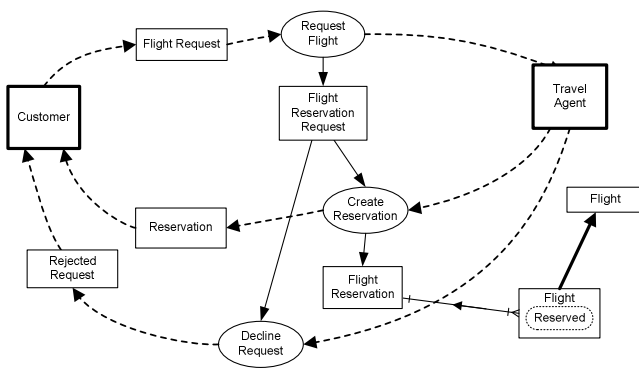 Request
Flight
Flight Request
Travel
Agent
Customer
Flight
Reservation
Request
Flight
Create
Reservation
Reservation
Rejected
Request
Flight
Reservation
Flight
Reserved
Decline
Request